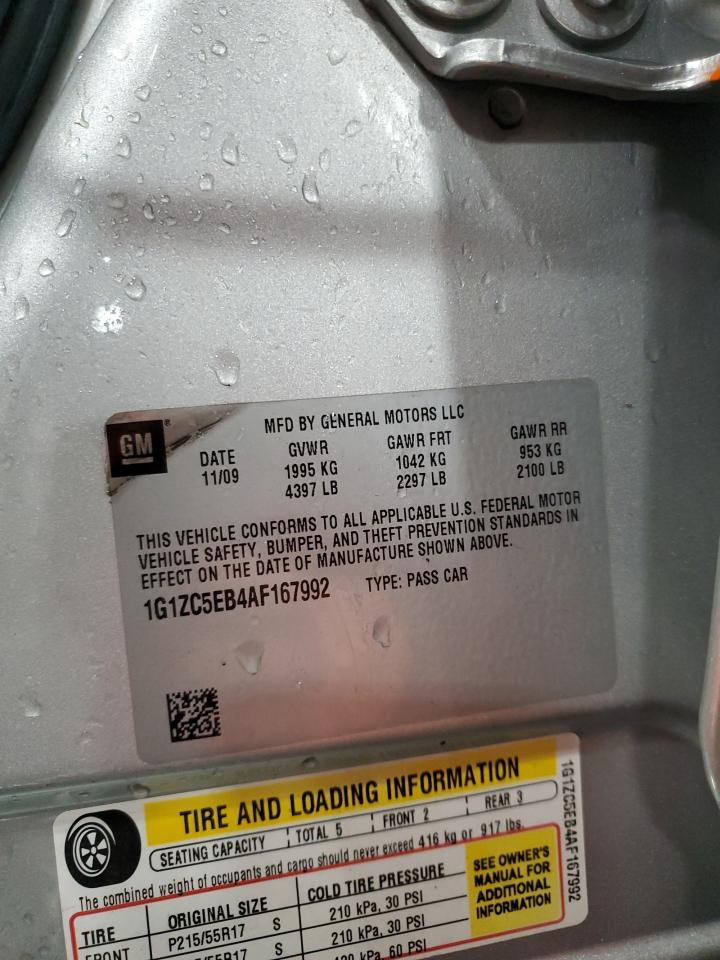 GM
MFD BY GENERAL MOTORS LLC
DATE GVWR GAWR FRT GAWR RR
11/09 1995 KG 1042 KG 953 KG
4397 LB 2297 LB 2100 LB
THIS VEHICLE CONFORMS TO ALL APPLICABLE U.S. FEDERAL MOTOR
VEHICLE SAFETY, BUMPER, AND THEFT PREVENTION STANDARDS IN
EFFECT ON THE DATE OF MANUFACTURE SHOWN ABOVE.
1G1ZC5EB4AF167992 TYPE: PASS CAR
TIRE AND LOADING INFORMATION
SEATING CAPACITY TOTAL 5 FRONT 2 REAR 3
The combined weight of occupants and cargo should never exceed 416 kg or 917 lbs.
TIRE ORIGINAL SIZE COLD TIRE PRESSURE
FRONT P215/55R17 S 210 kPa, 30 PSI
S 210 kPa, 30 PSI
60 PSI
SEE OWNER'S
MANUAL FOR
ADDITIONAL
INFORMATION
1G1ZC5EB4AF167992